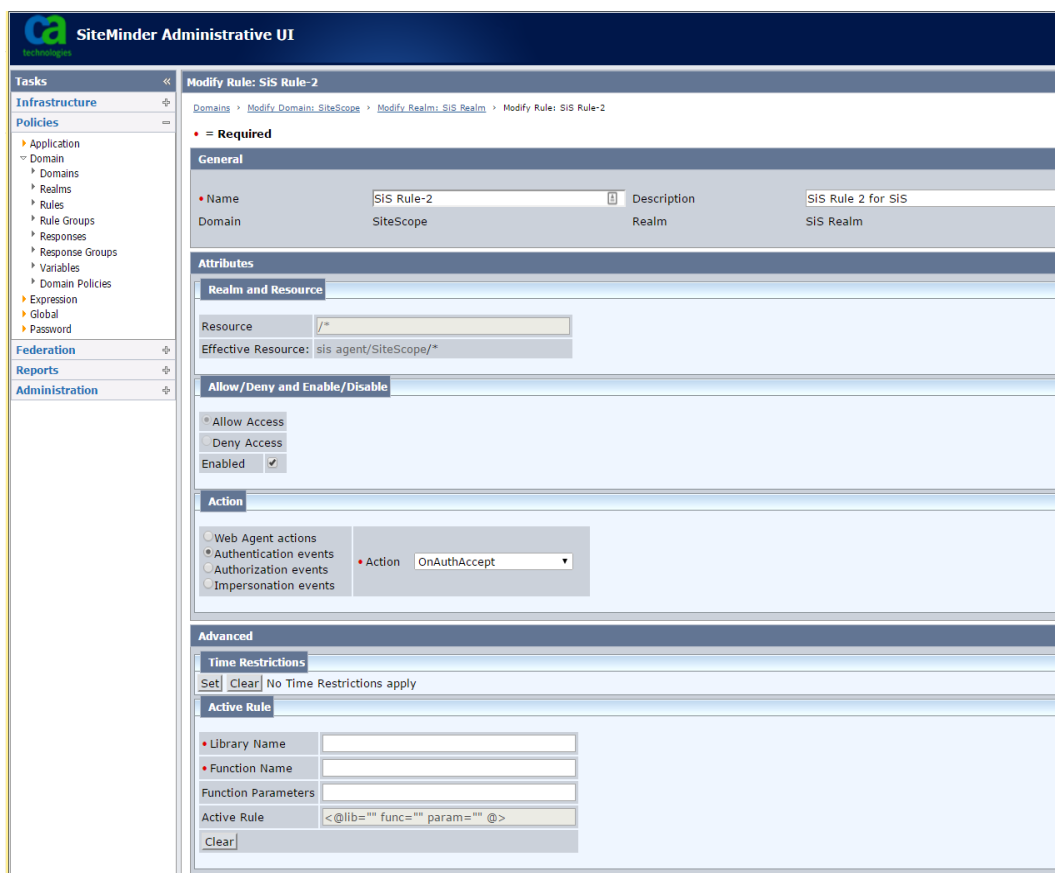 ca
technologies
SiteMinder Administrative UI
Tasks «
Infrastructure
Policies
Application
Domain
Domains
Realms
Rules
Rule Groups
Responses
Response Groups
Variables
Domain Policies
Expression
Global
Password
Federation
Reports
Administration
Modify Rule: SiS Rule-2
Domains > Modify Domain: SiteScope > Modify Realm: SiS Realm > Modify Rule: SiS Rule-2
• = Required
General
• Name SiS Rule-2 Description SiS Rule 2 for SiS
Domain SiteScope Realm SiS Realm
Attributes
Realm and Resource
Resource /*
Effective Resource: sis agent/SiteScope/*
Allow/Deny and Enable/Disable
Allow Access
Deny Access
Enabled
Action
Web Agent actions
Authentication events
Authorization events
Impersonation events
• Action OnAuthAccept
Advanced
Time Restrictions
Set Clear No Time Restrictions apply
Active Rule
• Library Name
• Function Name
Function Parameters
Active Rule <@lib="" func="" param="" @>
Clear